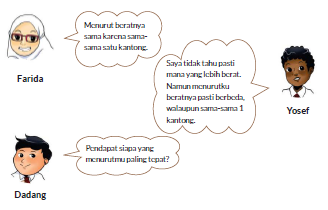 Menurut beratnya
sama karena sama-
sama satu kantong.
Farida
Saya tidak tahu pasti
mana yang lebih berat.
Namun menurutku
beratnya pasti berbeda,
walaupun sama-sama 1
kantong.
Yosef
Pendapat siapa yang
menurutmu paling tepat?
Dadang